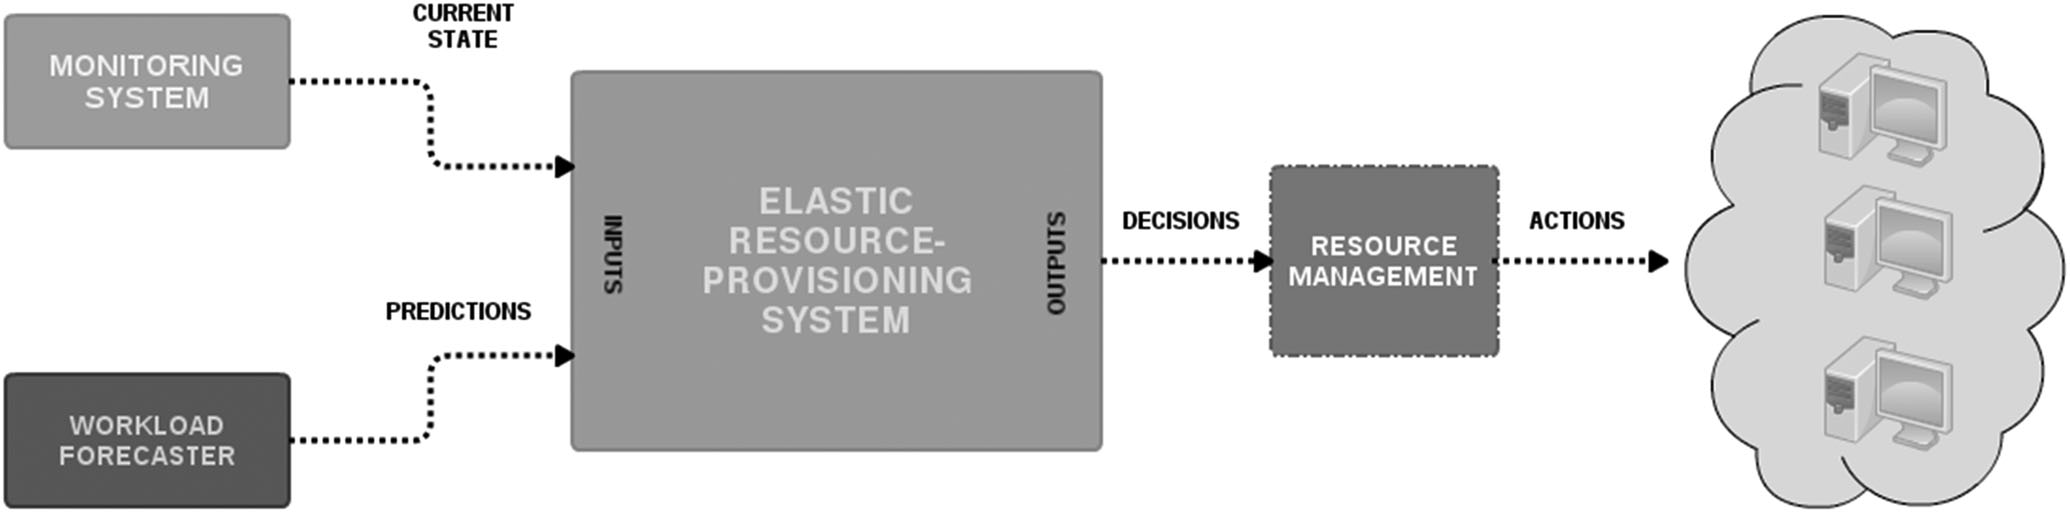 CURRENT
STATE
MONITORING
SYSTEM
INPUTS
ELASTIC
RESOURCE-
PROVISIONING
SYSTEM
OUTPUTS
DECISIONS
RESOURCE
MANAGEMENT
ACTIONS
PREDICTIONS
WORKLOAD
FORECASTER